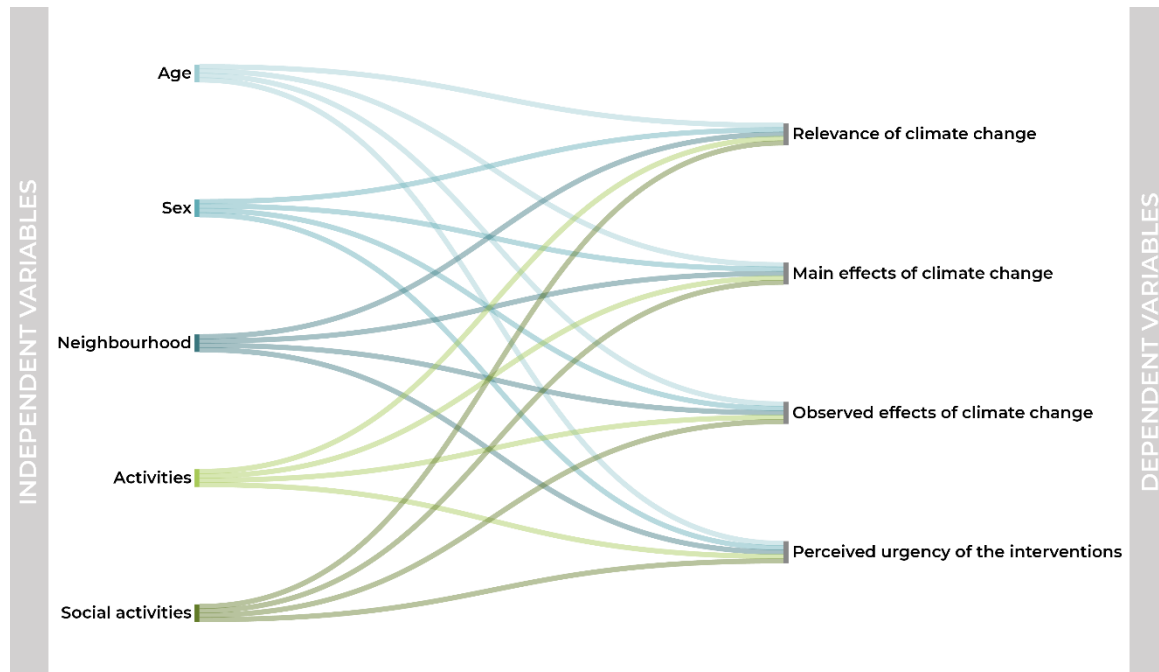 INDEPENDENT VARIABLES
Age
Sex
Neighbourhood
Activities
Social activities
Relevance of climate change
Main effects of climate change
Observed effects of climate change
Perceived urgency of the interventions
DEPENDENT VARIABLES